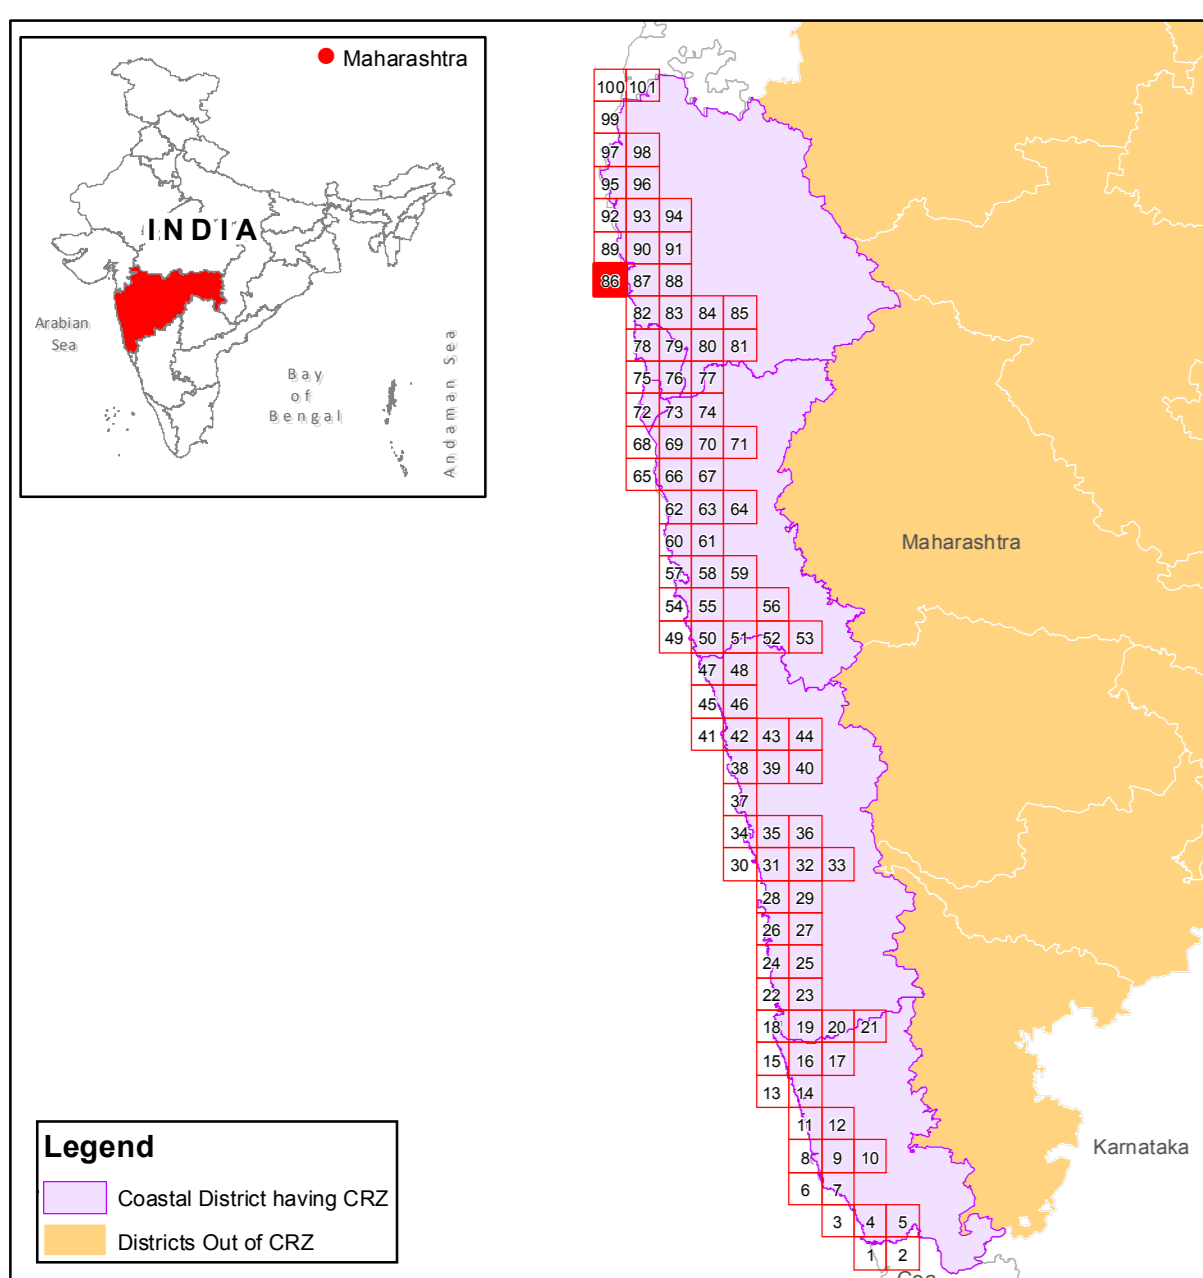 Maharashtra
INDIA
Arabian
Sea
Bay
of
Bengal
Andaman Sea
100 101
99
97 98
95 96
92 93 94
89 90 91
86 87 88
82 83 84 85
78 79 80 81
75 76 77
72 73 74
68 69 70 71
65 66 67
62 63 64
60 61
Maharashtra
57 58 59
54 55 56
49 50 51 52 53
47 48
45 46
41 42 43 44
38 39 40
37
34 35 36
30 31 32 33
28 29
26 27
24 25
22 23
18 19 20 21
15 16 17
13 14
11 12
Karnataka
8 9 10
6 7
3 4 5
1 2
Goa
Legend
Coastal District having CRZ
Districts Out of CRZ